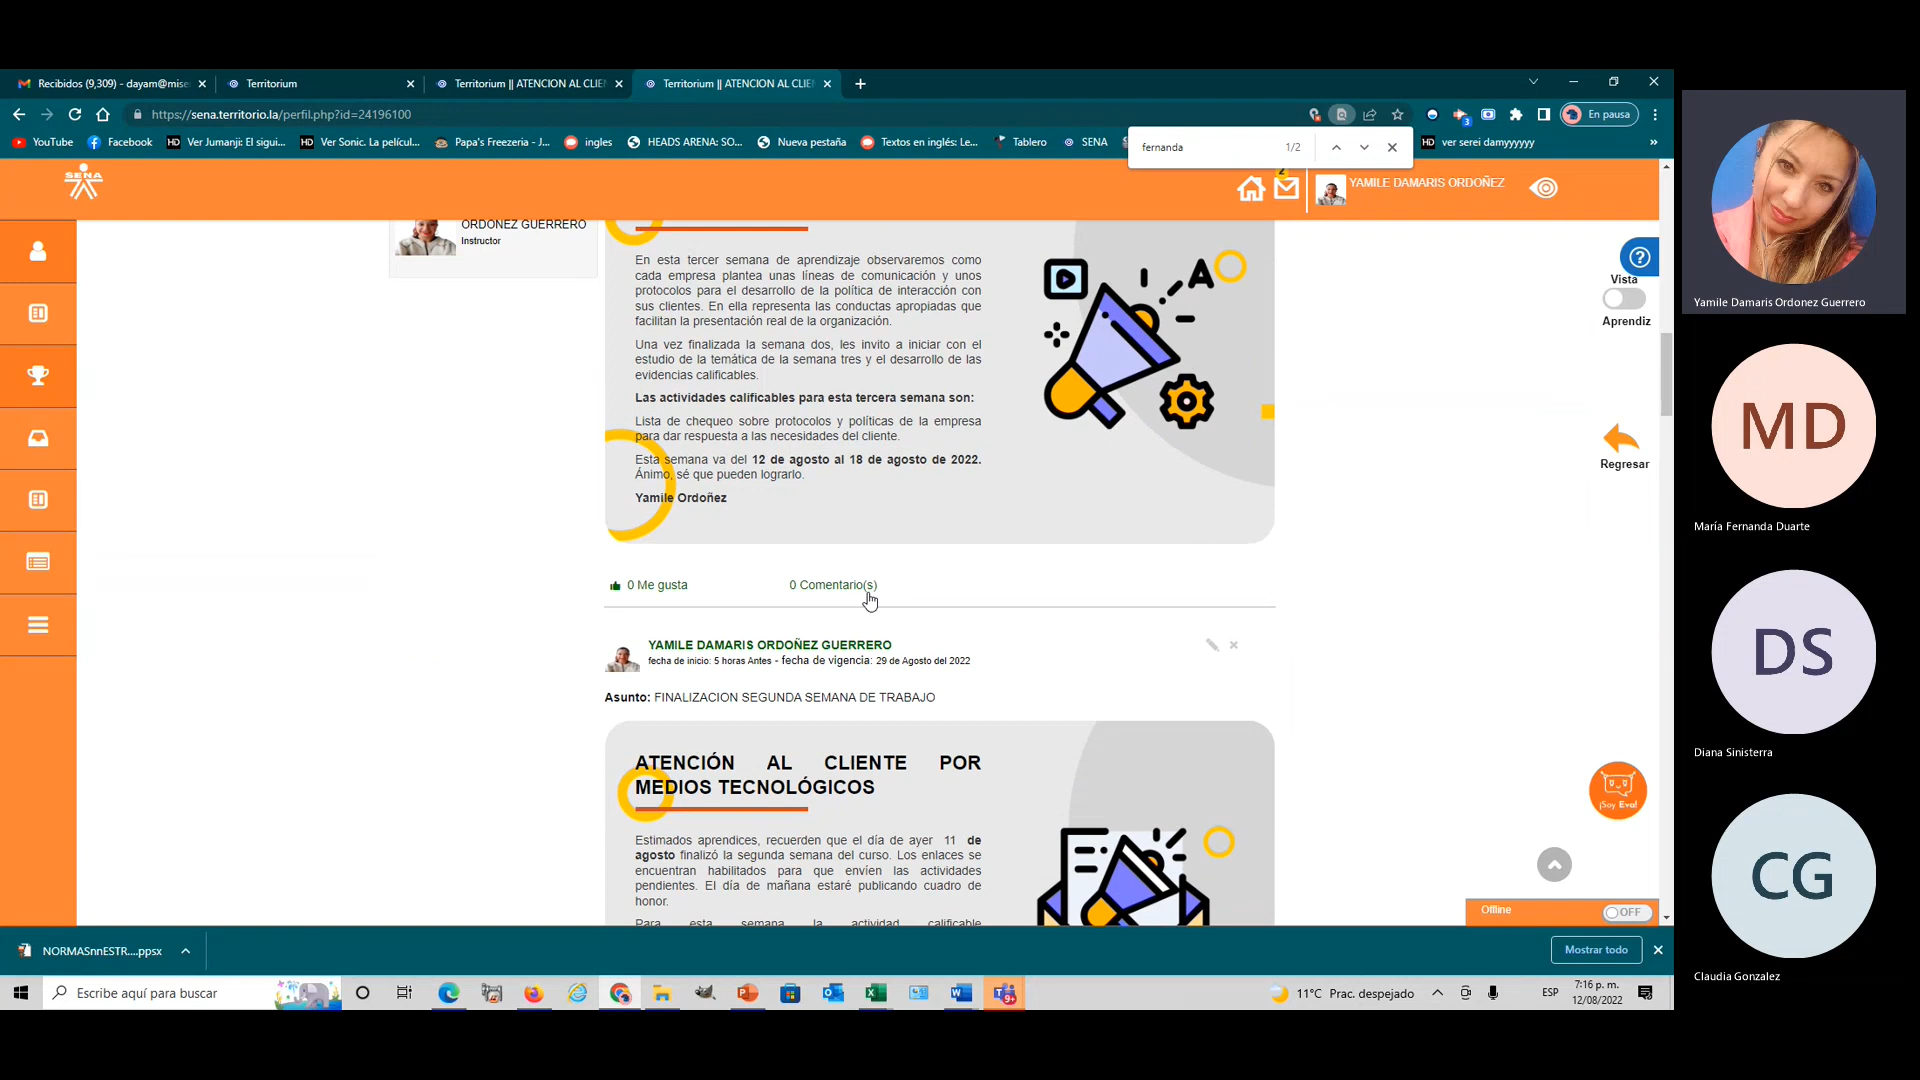 Recibidos (9,309) - dayam@mise
Territorium
Territorium || ATENCION AL CLIE
Territorium || ATENCION AL CLIE
https://sena.territorio.la/perfil.php?id=24196100
En pausa
YouTube
Facebook
Ver Jumanji: El sigui...
Ver Sonic. La pelícu...
Papa's Freezeria - J...
ingles
HEADS ARENA: SO...
Nueva pestaña
Textos en inglés: Le...
Tablero
SENA
ver serei damyyyyyy
fernanda
1/2
SENA
2
YAMILE DAMARIS ORDOÑEZ
ORDOÑEZ GUERRERO
Instructor
En esta tercer semana de aprendizaje observaremos como
cada empresa plantea unas líneas de comunicación y unos
protocolos para el desarrollo de la política de interacción con
sus clientes. En ella representa las conductas apropiadas que
facilitan la presentación real de la organización.
Una vez finalizada la semana dos, les invito a iniciar con el
estudio de la temática de la semana tres y el desarrollo de las
evidencias calificables.
Las actividades calificables para esta tercera semana son:
Lista de chequeo sobre protocolos y políticas de la empresa
para dar respuesta a las necesidades del cliente.
Esta semana va del 12 de agosto al 18 de agosto de 2022.
Ánimo, sé que pueden lograrlo.
Yamile Ordoñez
A
Vista
Aprendiz
Regresar
0 Me gusta
0 Comentario(s)
YAMILE DAMARIS ORDOÑEZ GUERRERO
fecha de inicio: 5 horas Antes - fecha de vigencia: 29 de Agosto del 2022
Asunto: FINALIZACION SEGUNDA SEMANA DE TRABAJO
ATENCIÓN AL CLIENTE POR
MEDIOS TECNOLÓGICOS
Estimados aprendices, recuerden que el día de ayer 11 de
agosto finalizó la segunda semana del curso. Los enlaces se
encuentran habilitados para que envíen las actividades
pendientes. El día de mañana estaré publicando cuadro de
honor.
Para esta semana la actividad calificable
¡Soy Evo!
Offline
OFF
NORMASnnESTR....ppsx
Mostrar todo
Escribe aquí para buscar
11°C Prac. despejado
ESP
7:16 p. m.
12/08/2022
Yamile Damaris Ordonez Guerrero
MD
María Fernanda Duarte
DS
Diana Sinisterra
CG
Claudia Gonzalez